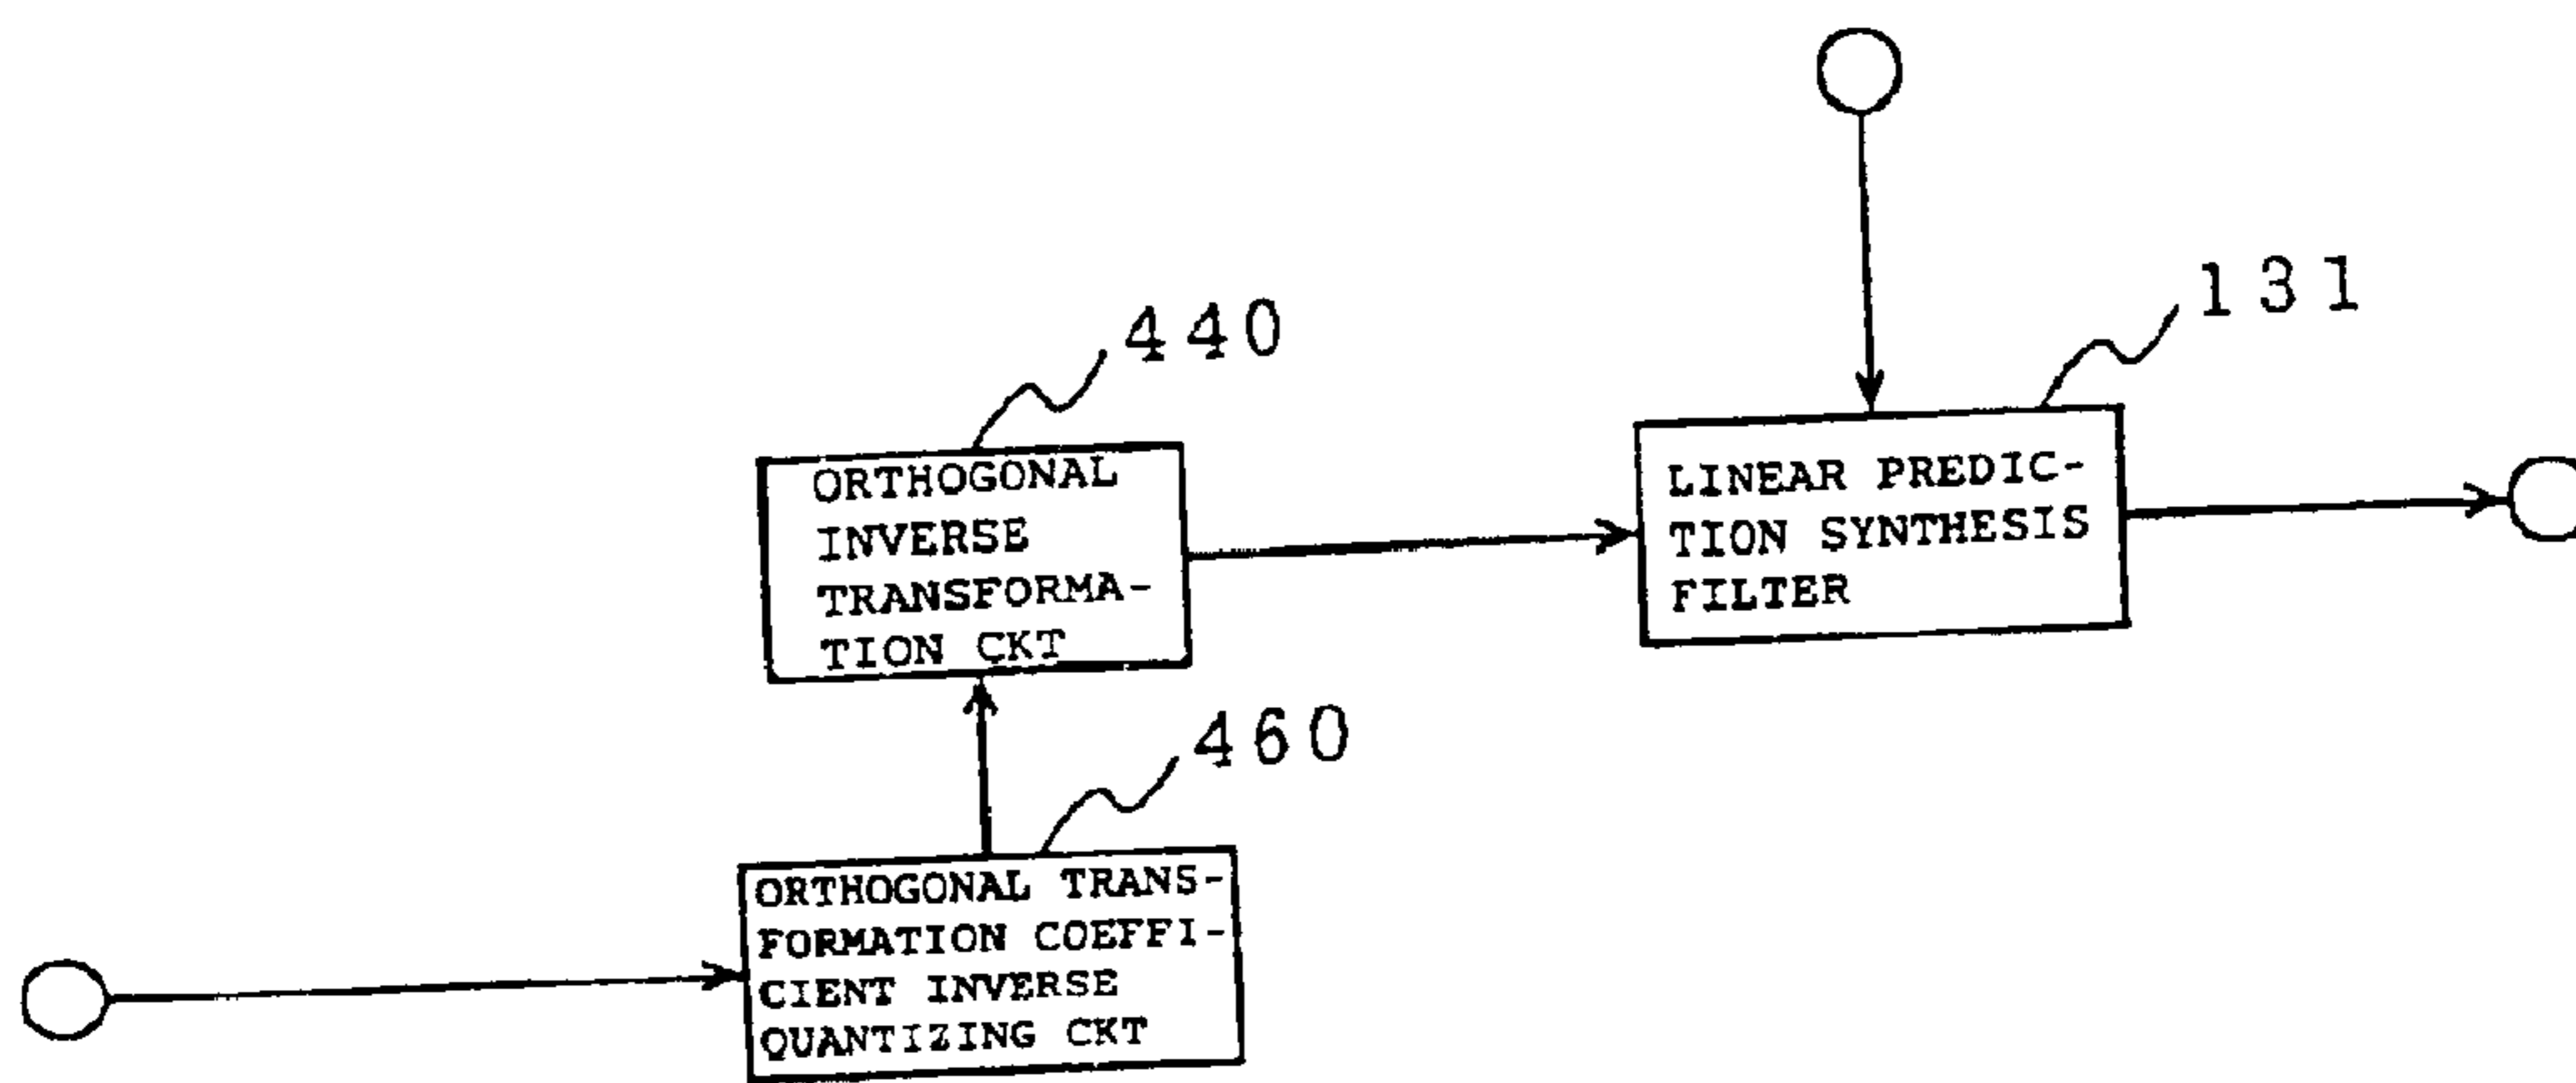 131
440
LINEAR PREDIC-
TION SYNTHESIS
FILTER
ORTHOGONAL
INVERSE
TRANSFORMA-
TION CKT
460
ORTHOGONAL TRANS-
FORMATION COEFFI-
CIENT INVERSE
QUANTIZING CKT